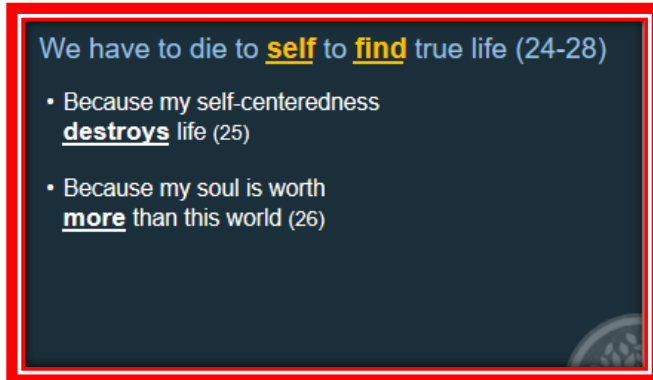 We have to die to self to find true life (24-28)
• Because my self-centeredness
destroys life (25)
• Because my soul is worth
more than this world (26)